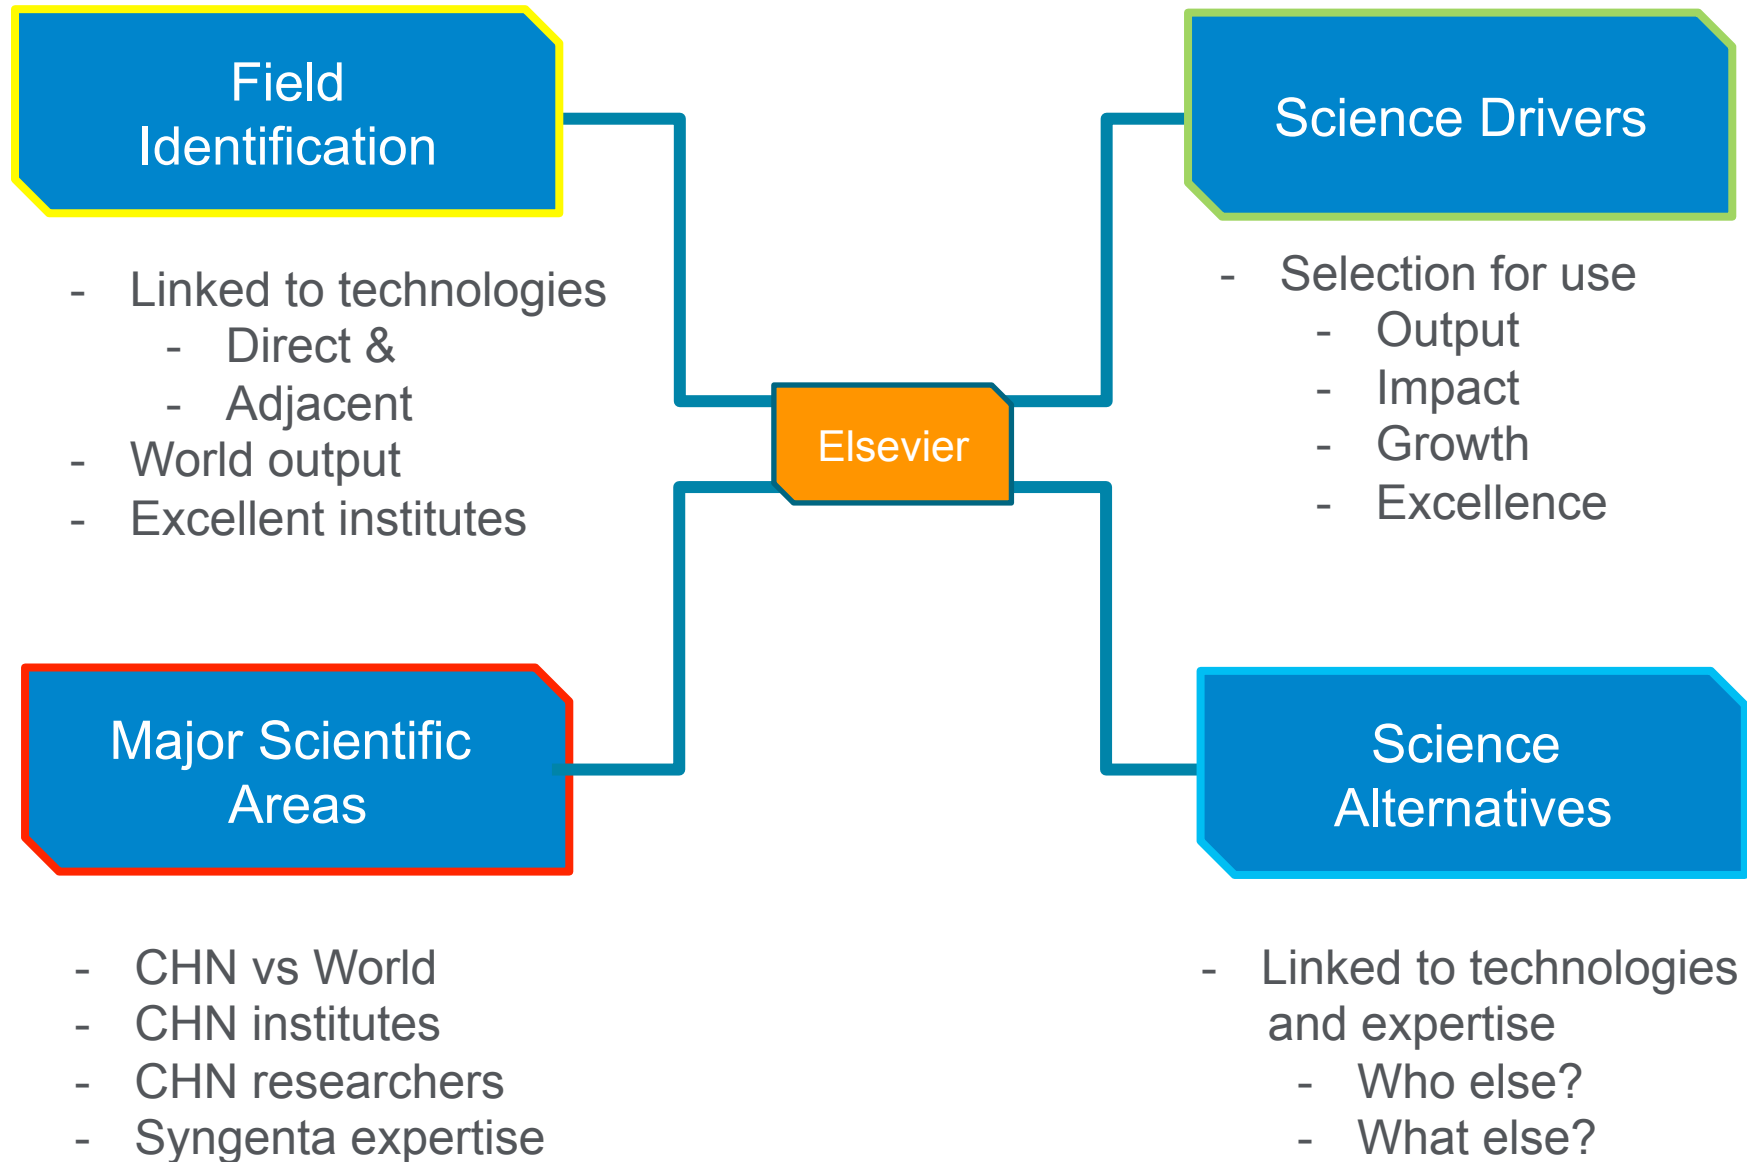 Field
Identification
- Linked to technologies
- Direct &
- Adjacent
- World output
- Excellent institutes
Science Drivers
- Selection for use
- Output
- Impact
- Growth
- Excellence
Elsevier
Major Scientific
Areas
- CHN vs World
- CHN institutes
- CHN researchers
- Syngenta expertise
Science
Alternatives
- Linked to technologies
and expertise
- Who else?
- What else?